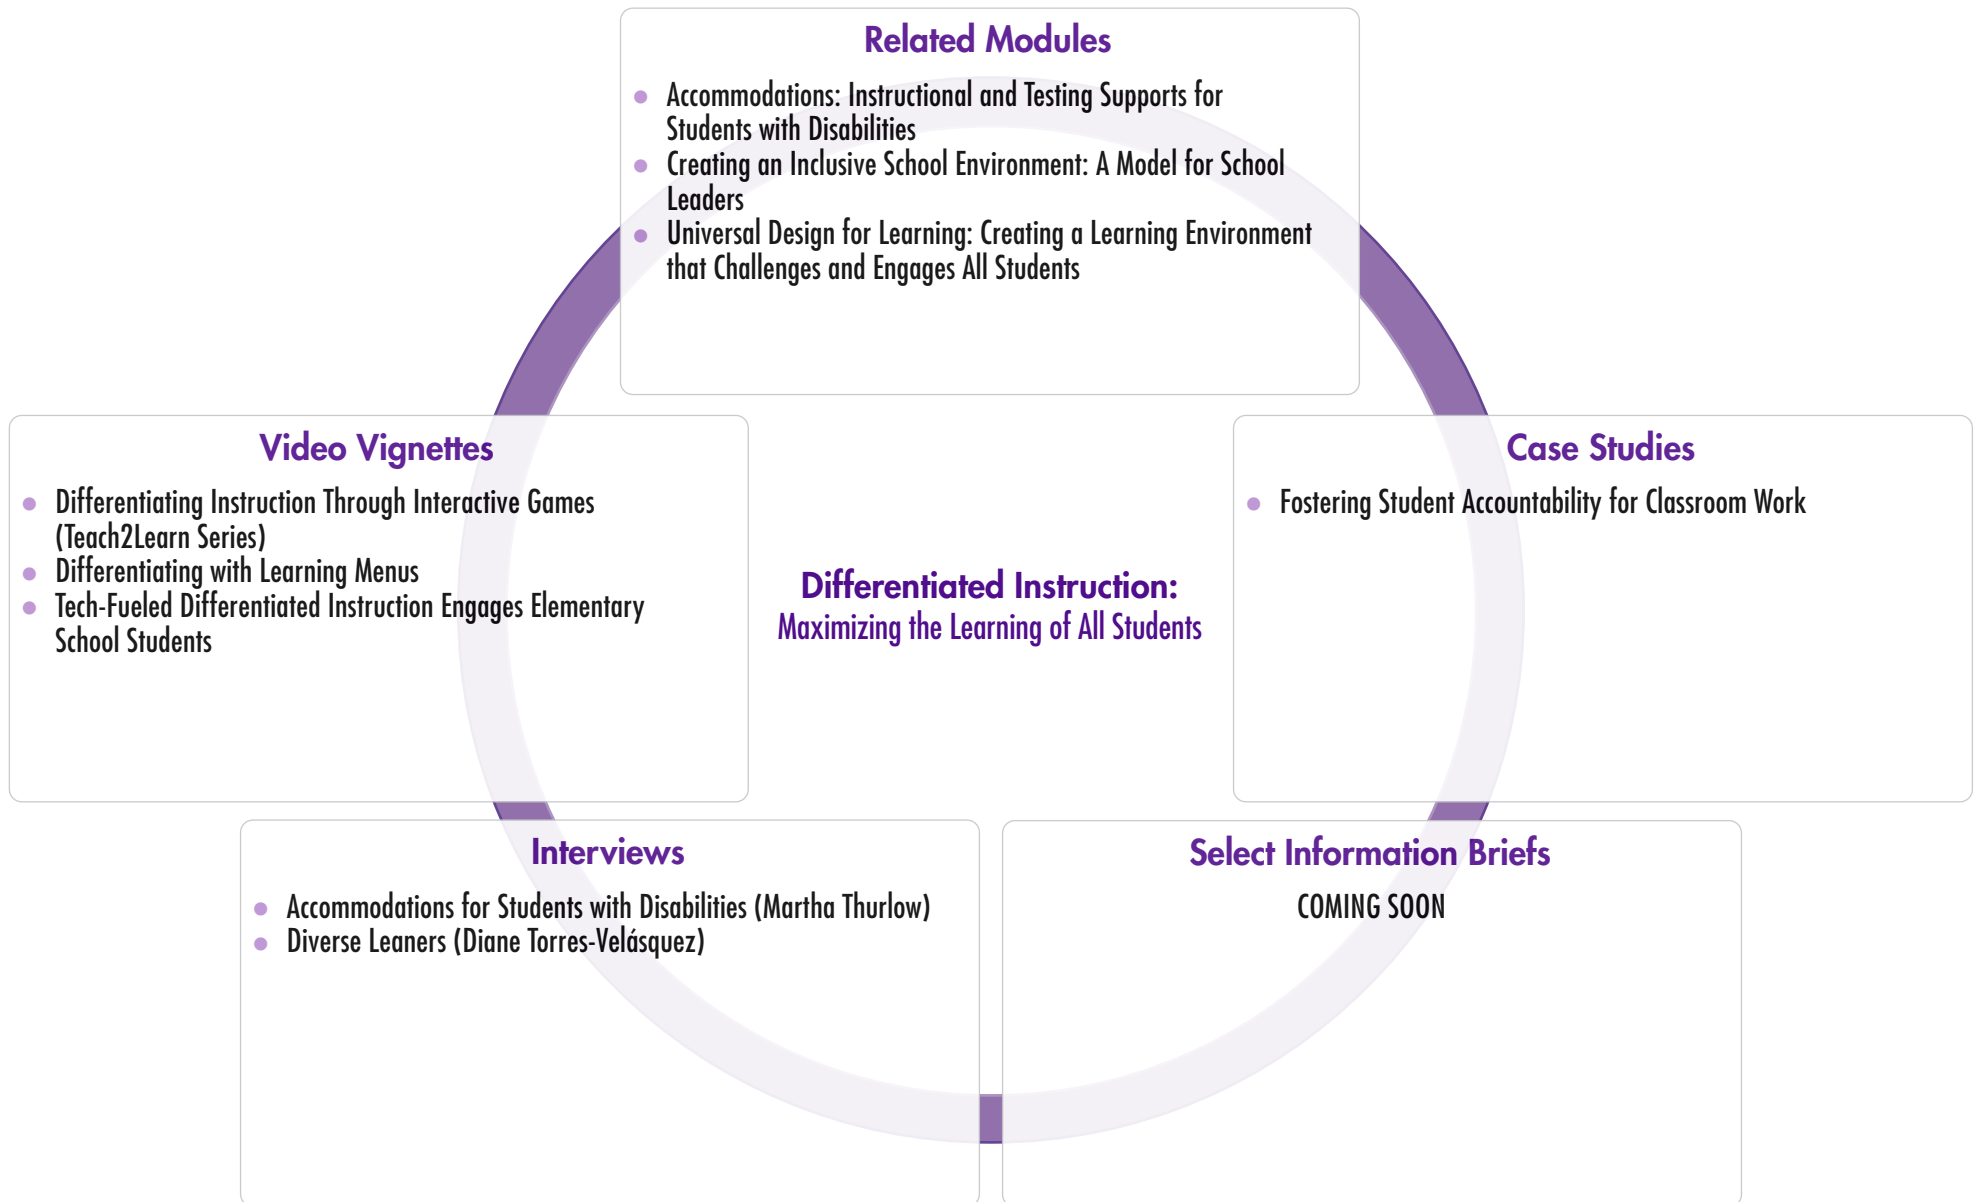 Related Modules
Accommodations: Instructional and Testing Supports for
Students with Disabilities
Creating an Inclusive School Environment: A Model for School
Leaders
Universal Design for Learning: Creating a Learning Environment
that Challenges and Engages All Students
Video Vignettes
Differentiating Instruction Through Interactive Games
(Teach2Learn Series)
Differentiating with Learning Menus
Tech-Fueled Differentiated Instruction Engages Elementary
School Students
Differentiated Instruction:
Maximizing the Learning of All Students
Case Studies
Fostering Student Accountability for Classroom Work
Interviews
Accommodations for Students with Disabilities (Martha Thurlow)
Diverse Leaners (Diane Torres-Velásquez)
Select Information Briefs
COMING SOON